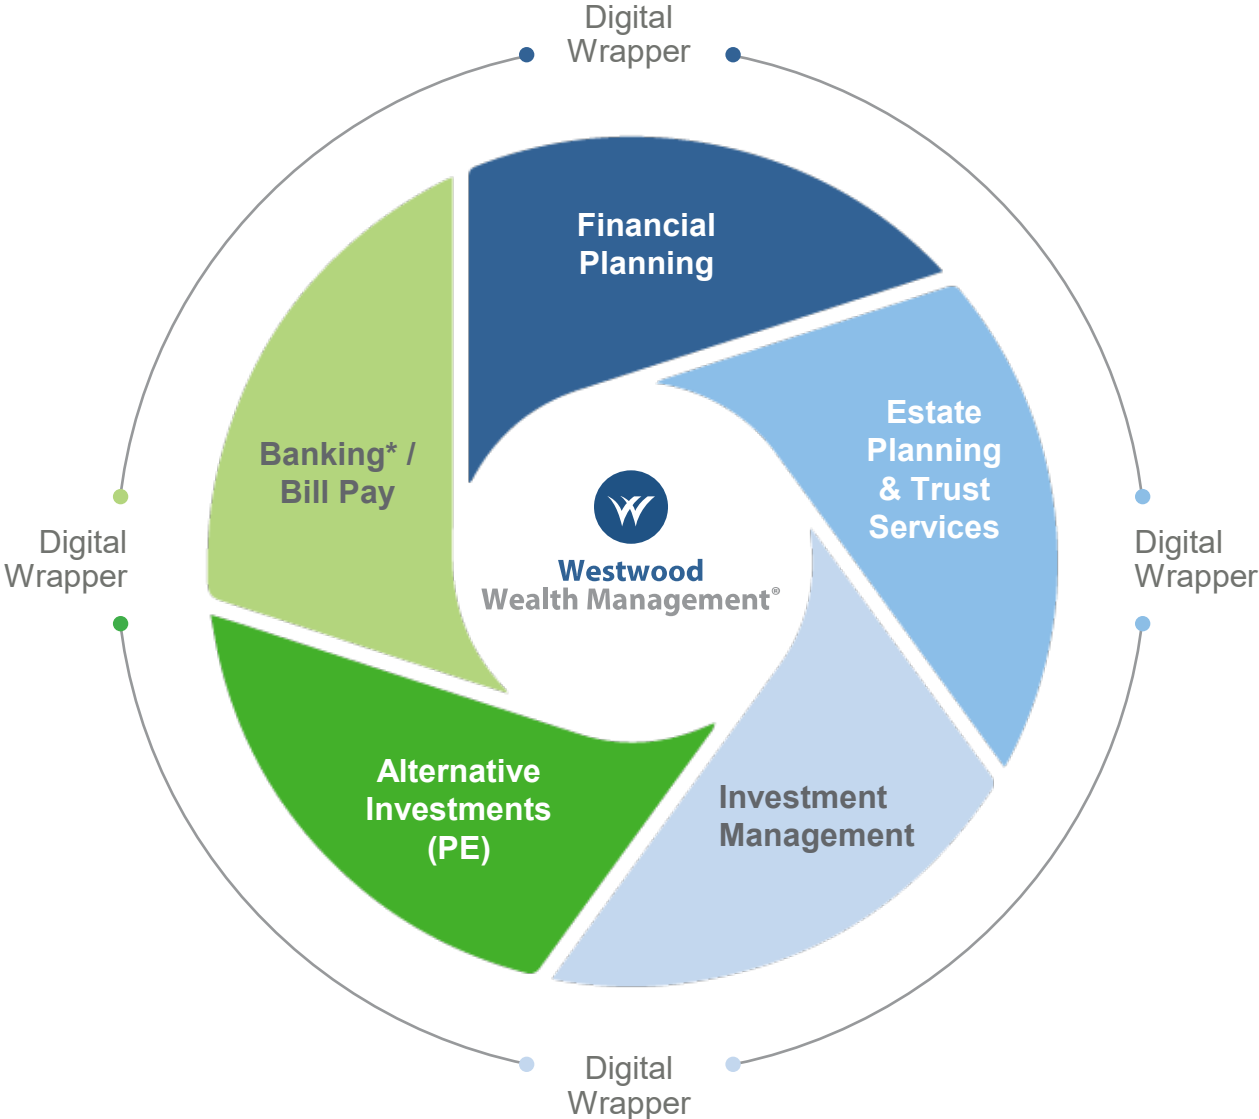 Digital
Wrapper
Financial
Planning
Estate
Planning
& Trust
Services
Banking* /
Bill Pay
Westwood
Wealth Management®
Digital
Wrapper
Digital
Wrapper
Alternative
Investments
(PE)
Investment
Management
Digital
Wrapper